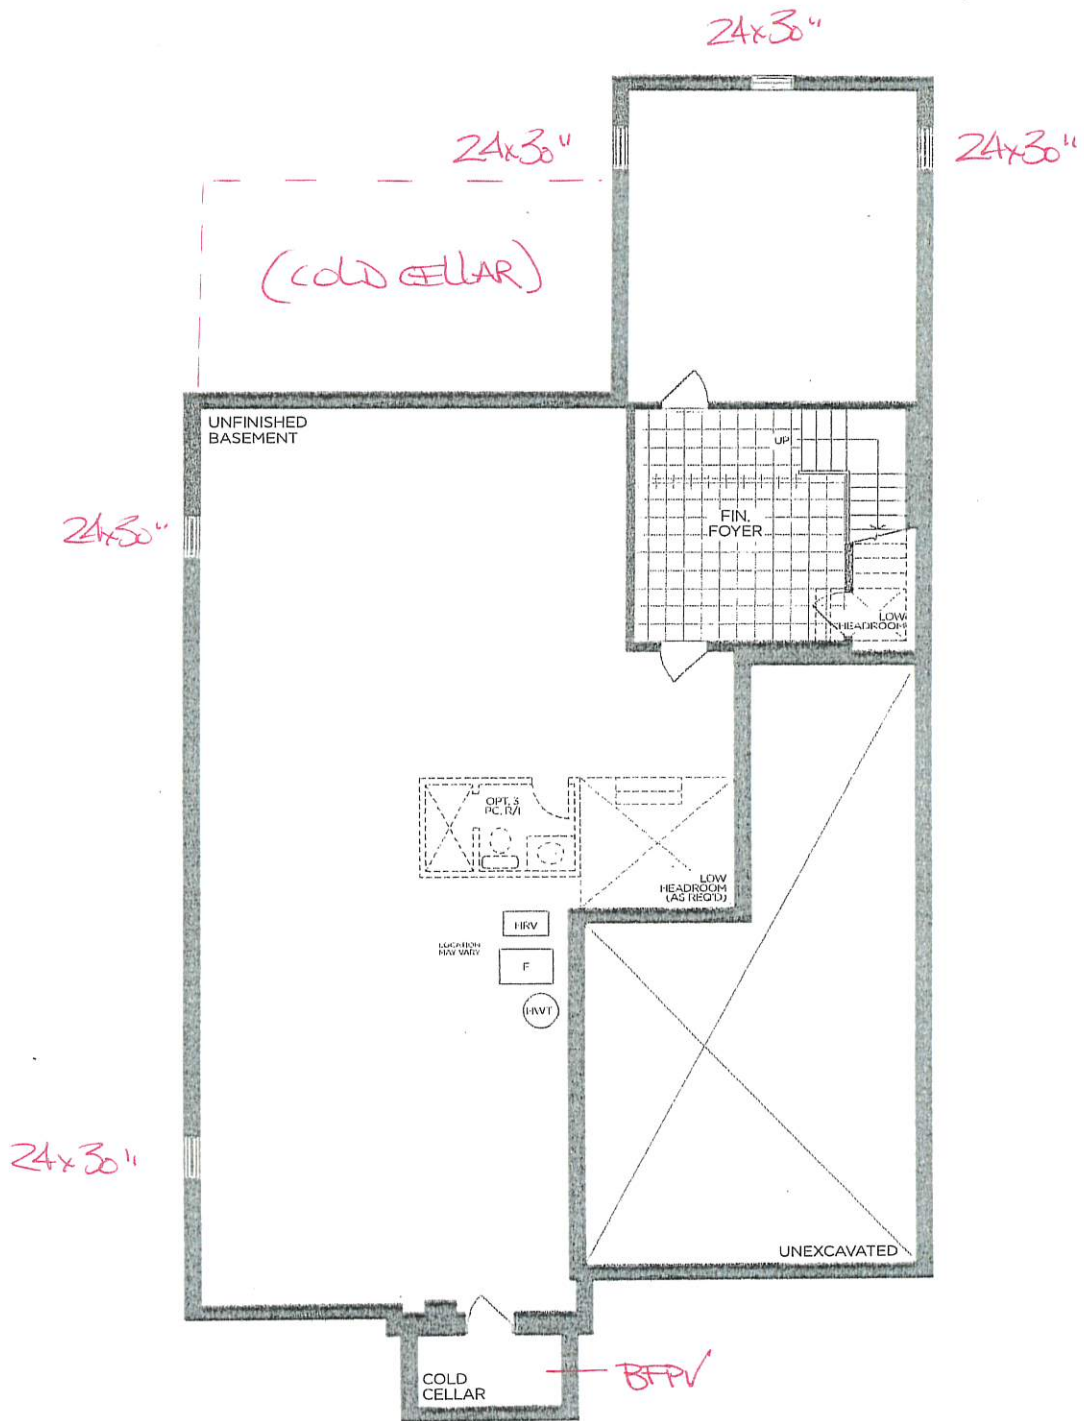 24x30"
24x30"
24x30"
(COLD CELLAR)
UNFINISHED
BASEMENT
UP
24x30"
FIN.
FOYER
LOW
HEADROOM
OPT. 3
PC. R/I
LOW
HEADROOM
(AS REQ'D)
HRV
LOCATION
MAY VARY
F
HWT
24x30"
UNEXCAVATED
COLD
CELLAR
BFPV